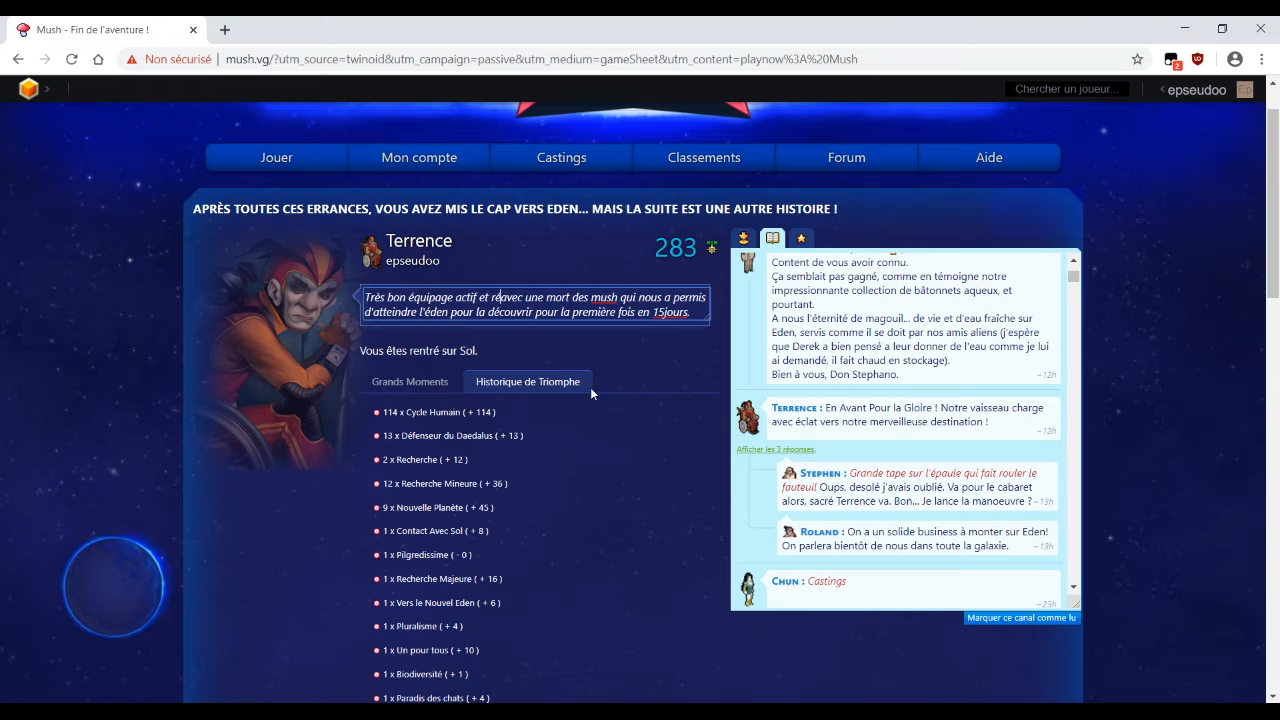 Mush - Fin de l'aventure !
Non sécurisé
mush.vg/?utm_source=twinoid&utm_campaign=passive&utm_medium=gameSheet&utm_content=playnow%3A%20Mush
2
Chercher un joueur...
epseudoo
Ep
Jouer
Mon compte
Castings
Classements
Forum
Aide
APRÈS TOUTES CES ERRANCES, VOUS AVEZ MIS LE CAP VERS EDEN... MAIS LA SUITE EST UNE AUTRE HISTOIRE !
Terrence
epseudoo
283
Très bon équipage actif et réavec une mort des mush qui nous a permis
d'atteindre l'éden pour la découvrir pour la première fois en 15jours.
Vous êtes rentré sur Sol.
Grands Moments
Historique de Triomphe
114 x Cycle Humain ( + 114 )
13 x Défenseur du Daedalus ( + 13 )
2 x Recherche ( + 12 )
12 x Recherche Mineure ( + 36 )
9 x Nouvelle Planète ( + 45 )
1 x Contact Avec Sol ( + 8 )
1 x Pilgredissime ( - 0 )
1 x Recherche Majeure ( + 16 )
1 x Vers le Nouvel Eden ( + 6 )
1 x Pluralisme ( + 4 )
1 x Un pour tous ( + 10 )
1 x Biodiversité ( + 1 )
1 x Paradis des chats ( + 4 )
Content de vous avoir connu.
Ça semblait pas gagné, comme en témoigne notre
impressionnante collection de bâtonnets aqueux, et
pourtant.
A nous l'éternité de magouil... de vie et d'eau fraîche sur
Eden, servis comme il se doit par nos amis aliens (j'espère
que Derek a bien pensé a leur donner de l'eau comme je lui
ai demandé, il fait chaud en stockage).
Bien à vous, Don Stephano.
~12h
TERRENCE : En Avant Pour la Gloire ! Notre vaisseau charge
avec éclat vers notre merveilleuse destination !
~13h
Afficher les 3 réponses.
STEPHEN : Grande tape sur l'épaule qui fait rouler le
fauteuil Oups, desolé j'avais oublié. Va pour le cabaret
alors, sacré Terrence va. Bon... Je lance la manoeuvre ? ~13h
ROLAND : On a un solide business à monter sur Eden!
On parlera bientôt de nous dans toute la galaxie.
~13h
CHUN : Castings
~23h
Marquer ce canal comme lu